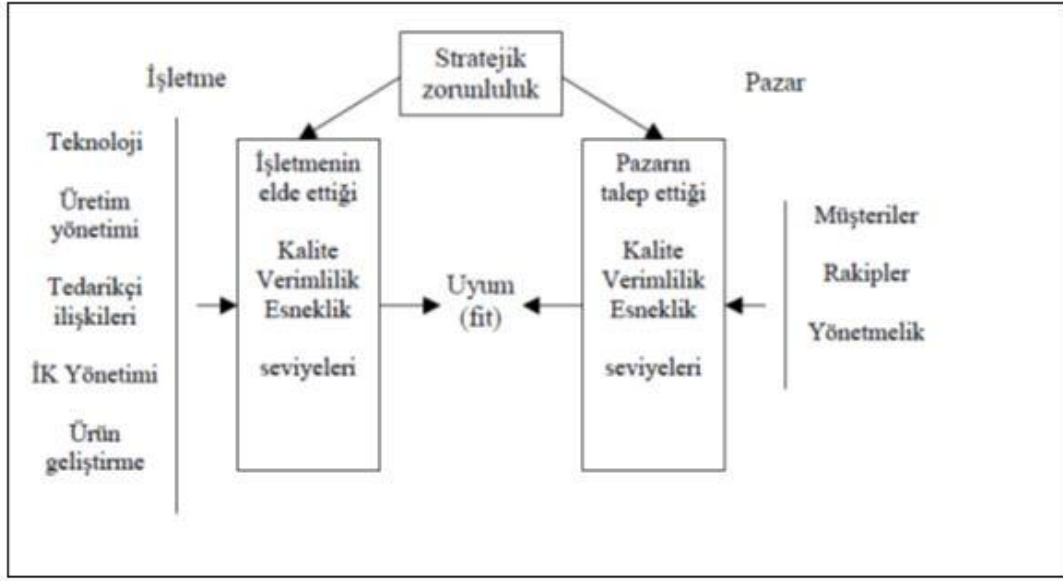 Stratejik
zorunluluk
İşletme
Pazar
Teknoloji
Üretim
yönetimi
Tedarikçi
ilişkileri
İK Yönetimi
Ürün
geliştirme
İşletmenin
elde ettiği
Kalite
Verimlilik
Esneklik
seviyeleri
Uyum
(fit)
Pazarın
talep ettiği
Kalite
Verimlilik
Esneklik
seviyeleri
Müşteriler
Rakipler
Yönetmelik